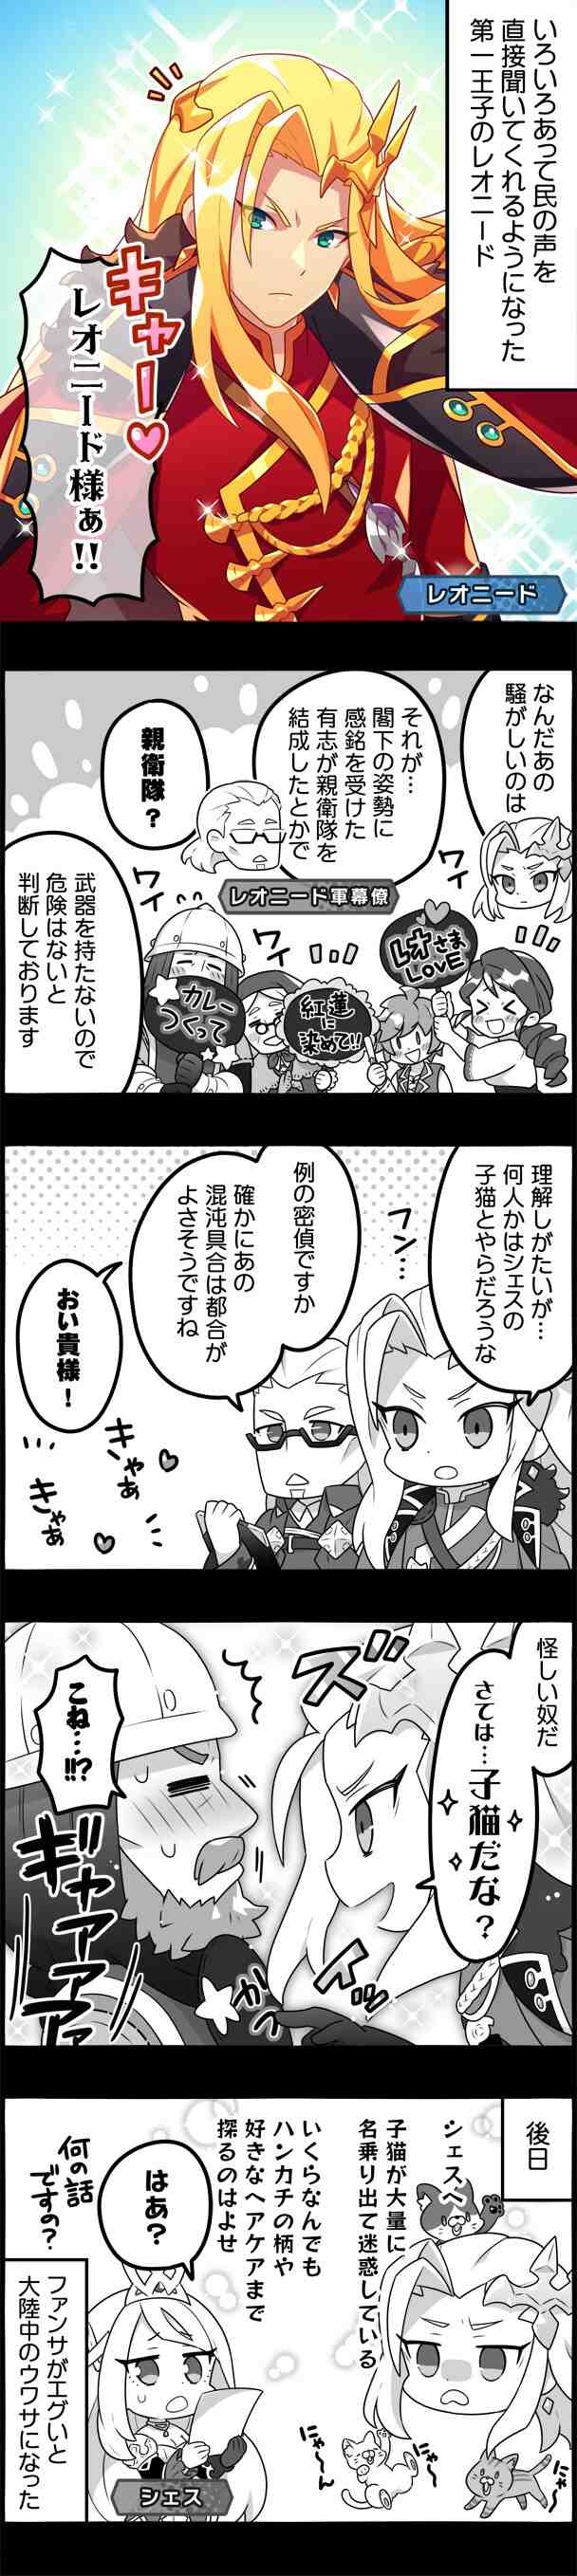 いろいろあって民の声を
直接聞いてくれるようになった
第一王子のレオニード
キャー♥
レオニード様ぁ!!
レオニード
なんだあの
騒がしいのは
それが…
閣下の姿勢に
感銘を受けた
有志が親衛隊を
結成したとかで
親衛隊?
レオニード軍幕僚
ワイ
ワイ
ワイ
レオさま
LOVE
紅蓮
に
染めて!!
カレー
つくって
武器を持たないので
危険はないと
判断しております
理解しがたいが…
何人かはシェスの
子猫とやらだろうな
フン…
例の密偵ですか
確かにあの
混沌具合は都合が
よさそうですね
おい貴様!
きゃあ
きゃあ
怪しい奴だ
さては…子猫だな?
ズイッ
こね…!!?
ギャアアアア
後日
シェスへ
子猫が大量に
名乗り出て迷惑している
いくらなんでも
ハンカチの柄や
好きなヘアケアまで
探るのはよせ
にゃ〜
にゃ〜
にゃ〜ん
はあ?
何の話
ですの?
シェス
ファンサがエグいと
大陸中のウワサになった